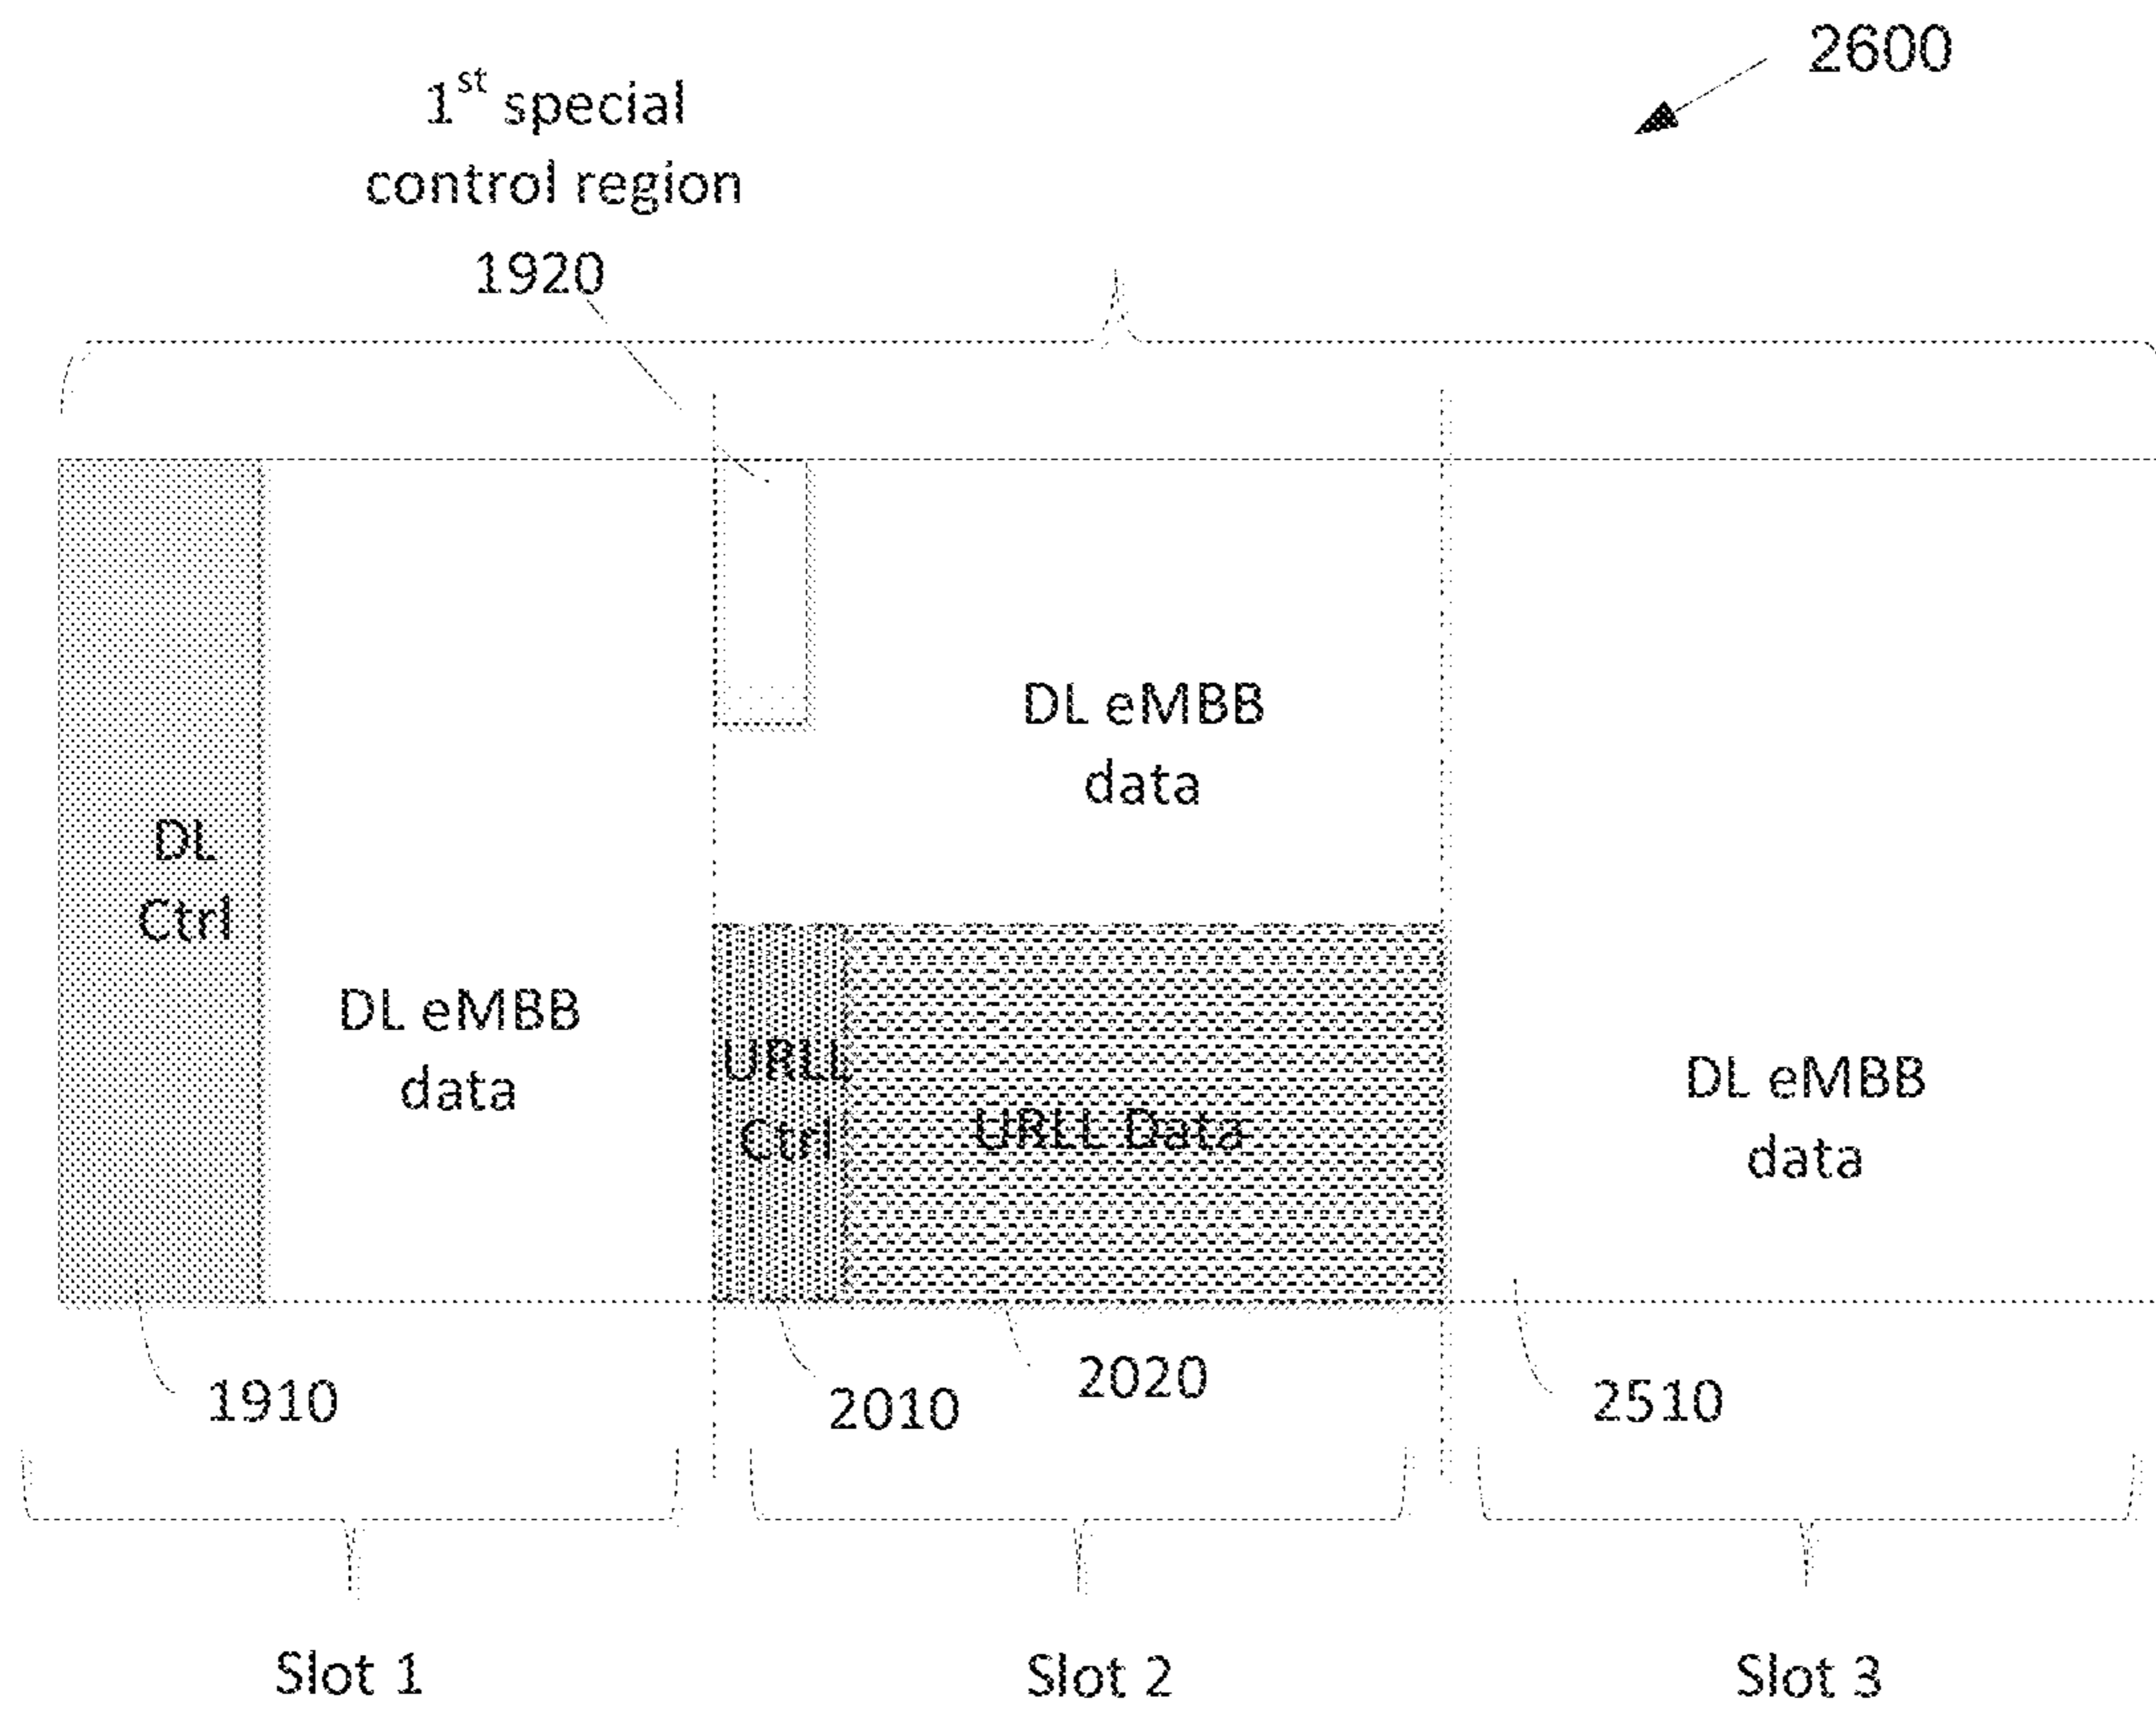 2600
1st special
control region
1920
DL eMBB
data
DL
Ctrl
DL eMBB
data
URLL
Ctrl
URLL Data
DL eMBB
data
1910
2010
2020
2510
Slot 1
Slot 2
Slot 3